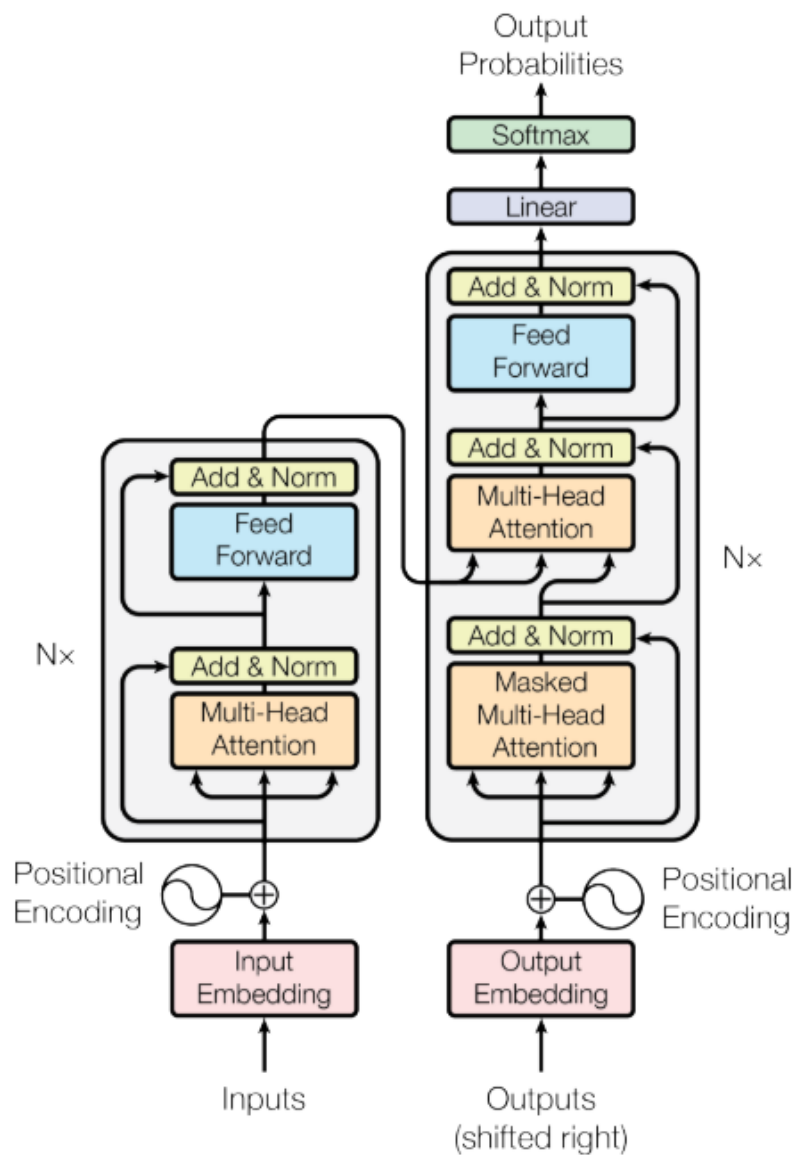 Output
Probabilities
Softmax
Linear
Add & Norm
Feed
Forward
Add & Norm
Multi-Head
Attention
Nx
Add & Norm
Masked
Multi-Head
Attention
Add & Norm
Feed
Forward
Nx
Add & Norm
Multi-Head
Attention
Positional
Encoding
Positional
Encoding
Input
Embedding
Output
Embedding
Inputs
Outputs
(shifted right)